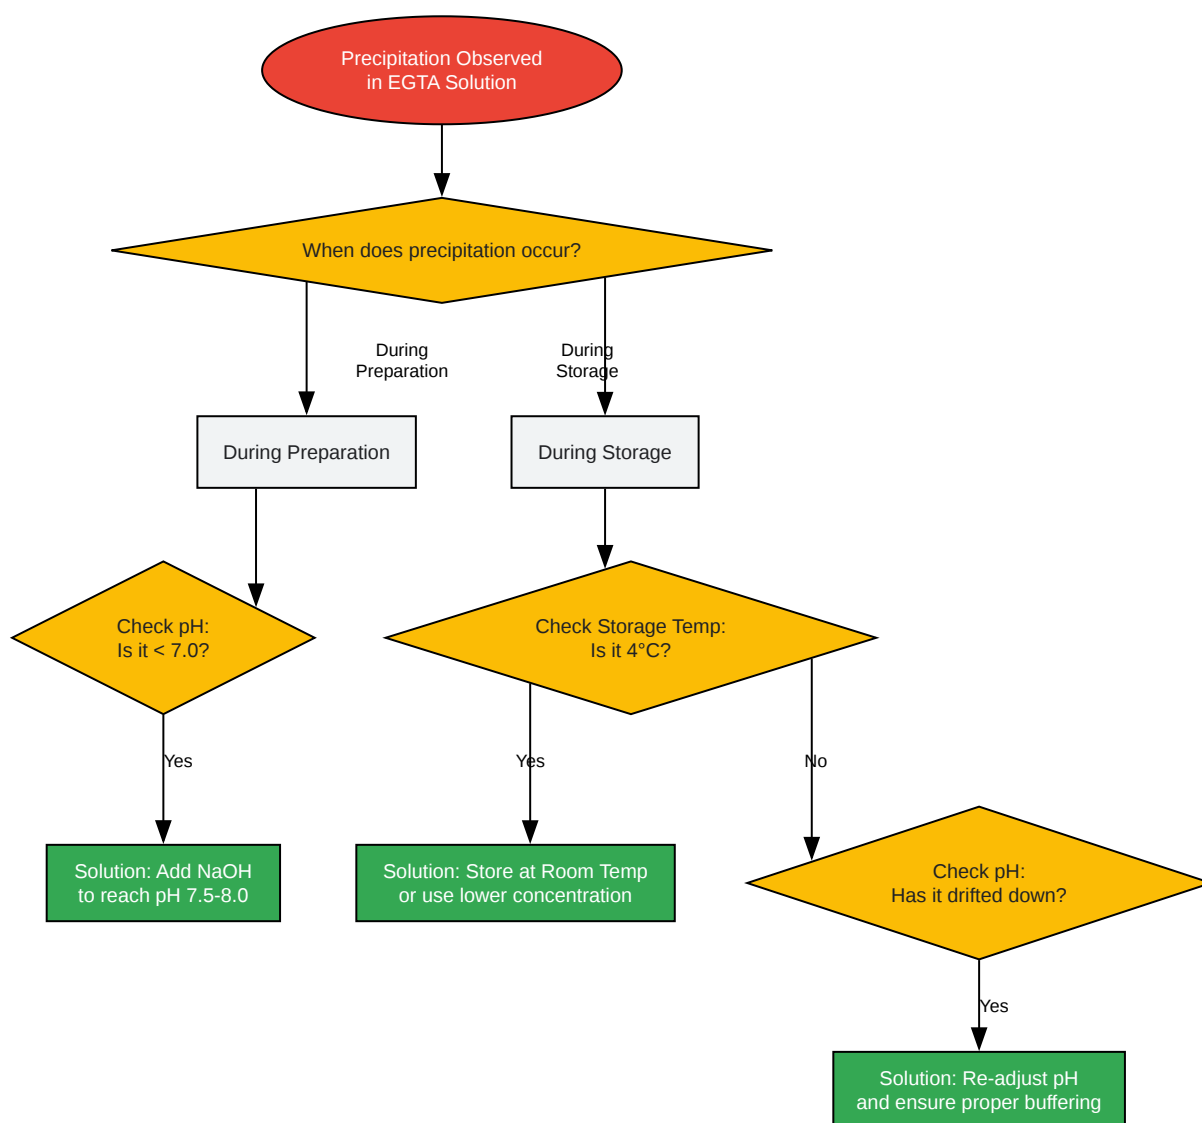 Precipitation Observed
in EGTA Solution
When does precipitation occur?
During
Preparation
During
Storage
During Preparation
During Storage
Check pH:
Is it < 7.0?
Check Storage Temp:
Is it 4°C?
Yes
Yes
No
Solution: Add NaOH
to reach pH 7.5-8.0
Solution: Store at Room Temp
or use lower concentration
Check pH:
Has it drifted down?
Yes
Solution: Re-adjust pH
and ensure proper buffering